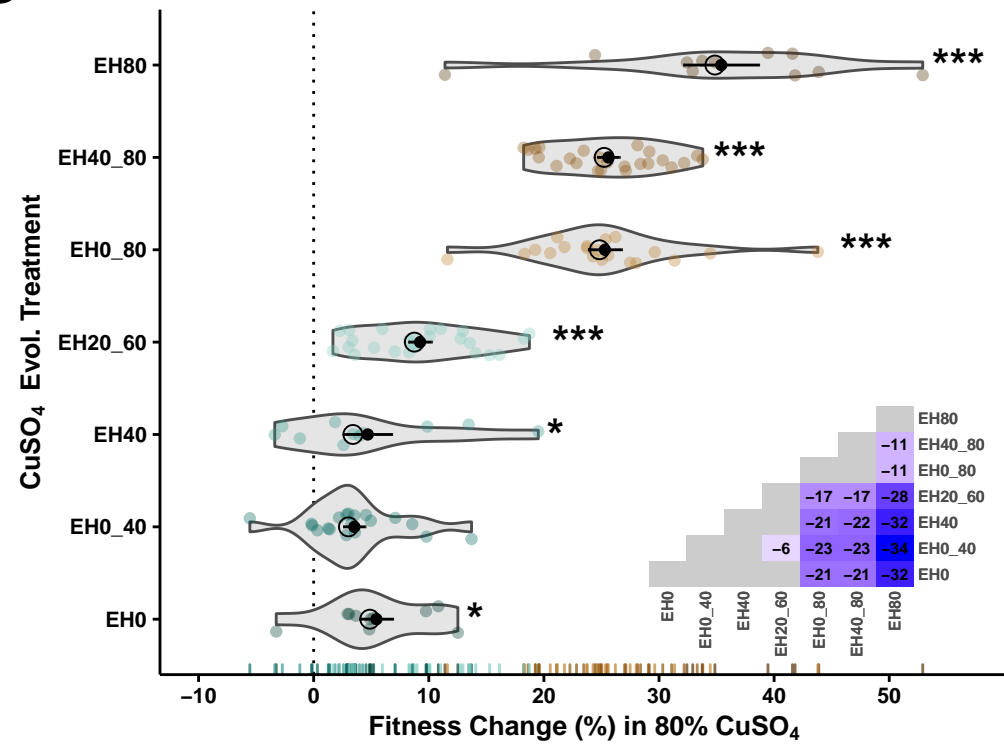 EH80
***
EH40_80
***
EH0_80
***
EH20_60
***
EH40
*
EH0_40
EH0
*
CuSO₄ Evol. Treatment
−10 0 10 20 30 40 50
Fitness Change (%) in 80% CuSO₄
EH80
−11 EH40_80
−11 EH0_80
−17 −17 −28 EH20_60
−21 −22 −32 EH40
−6 −23 −23 −34 EH0_40
−21 −21 −32 EH0
EH0 EH0_40 EH40 EH20_60 EH0_80 EH40_80 EH80